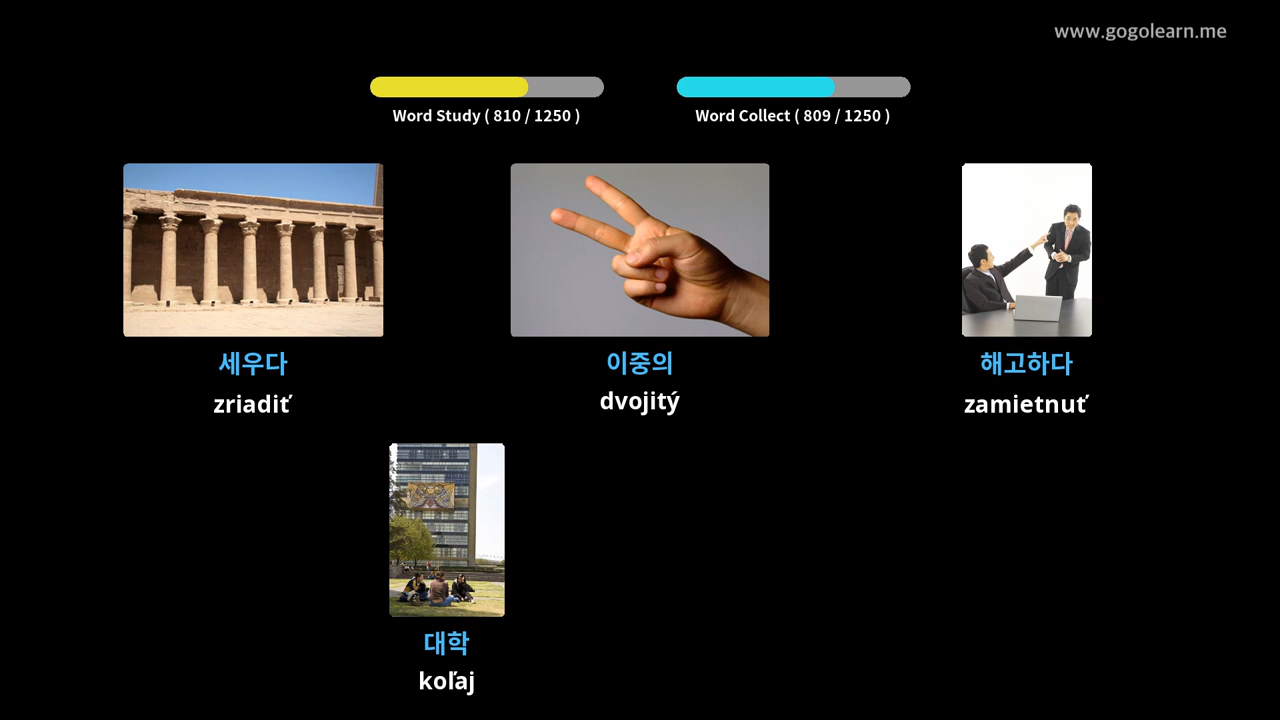 www.gogolearn.me
Word Study ( 810 / 1250 )
Word Collect ( 809 / 1250 )
세우다
zriadiť
이중의
dvojitý
해고하다
zamietnuť
대학
koľaj